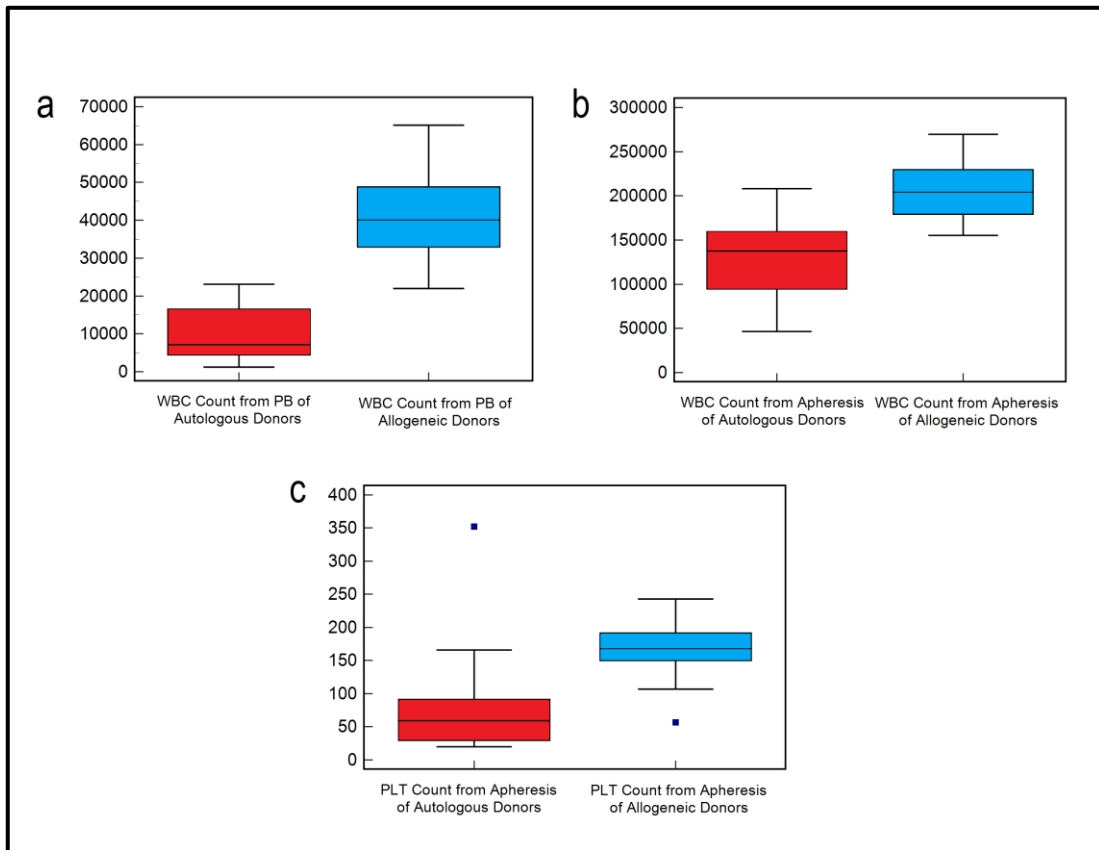 a
70000
60000
50000
40000
30000
20000
10000
0
WBC Count from PB of
Autologous Donors
WBC Count from PB of
Allogeneic Donors
b
300000
250000
200000
150000
100000
50000
0
WBC Count from Apheresis
of Autologous Donors
WBC Count from Apheresis
of Allogeneic Donors
c
400
350
300
250
200
150
100
50
0
PLT Count from Apheresis
of Autologous Donors
PLT Count from Apheresis
of Allogeneic Donors